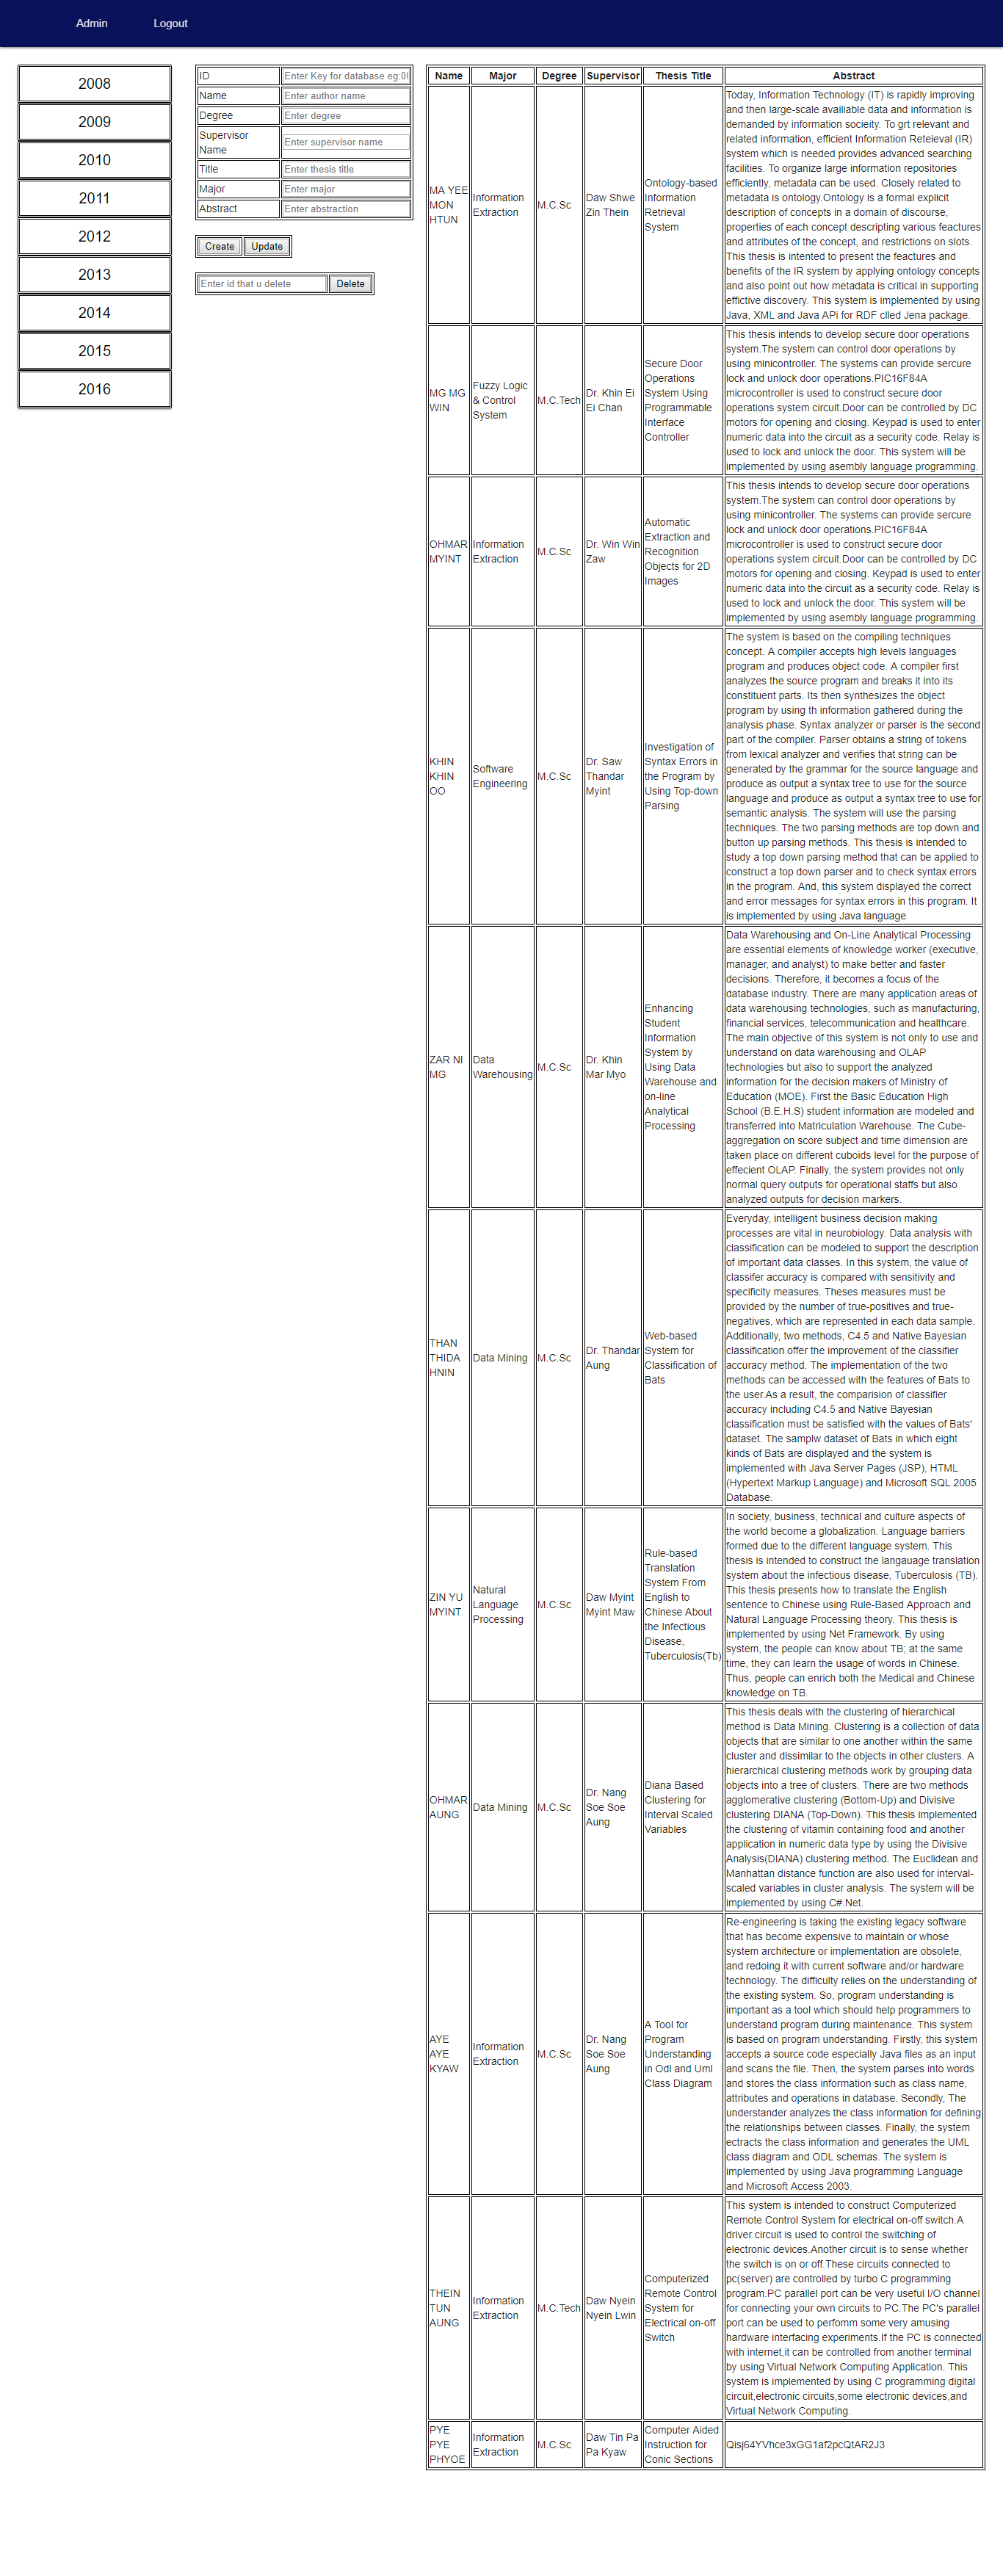 Admin Logout
2008
2009
2010
2011
2012
2013
2014
2015
2016
ID Enter Key for database eg:0
Name Enter author name
Degree Enter degree
Supervisor
Name Enter supervisor name
Title Enter thesis title
Major Enter major
Abstract Enter abstraction
Create Update
Enter id that u delete Delete
Name Major Degree Supervisor Thesis Title Abstract
MA YEE
MON
HTUN
Information
Extraction
M.C.Sc
Daw Shwe
Zin Thein
Ontology-based
Information
Retrieval
System
Today, Information Technology (IT) is rapidly improving
and then large-scale availiable data and information is
demanded by information socieity. To grt relevant and
related information, efficient Information Reteieval (IR)
system which is needed provides advanced searching
facilities. To organize large information repositories
efficiently, metadata can be used. Closely related to
metadata is ontology.Ontology is a formal explicit
description of concepts in a domain of discourse,
properties of each concept descripting various feactures
and attributes of the concept, and restrictions on slots.
This thesis is intented to present the feactures and
benefits of the IR system by applying ontology concepts
and also point out how metadata is critical in supporting
effictive discovery. This system is implemented by using
Java, XML and Java APi for RDF clled Jena package.
MG MG
WIN
Fuzzy Logic
& Control
System
M.C.Tech
Dr. Khin Ei
Ei Chan
Secure Door
Operations
System Using
Programmable
Interface
Controller
This thesis intends to develop secure door operations
system.The system can control door operations by
using minicontroller. The systems can provide sercure
lock and unlock door operations.PIC16F84A
microcontroller is used to construct secure door
operations system circuit.Door can be controlled by DC
motors for opening and closing. Keypad is used to enter
numeric data into the circuit as a security code. Relay is
used to lock and unlock the door. This system will be
implemented by using asembly language programming.
OHMAR
MYINT
Information
Extraction
M.C.Sc
Dr. Win Win
Zaw
Automatic
Extraction and
Recognition
Objects for 2D
Images
This thesis intends to develop secure door operations
system.The system can control door operations by
using minicontroller. The systems can provide sercure
lock and unlock door operations.PIC16F84A
microcontroller is used to construct secure door
operations system circuit.Door can be controlled by DC
motors for opening and closing. Keypad is used to enter
numeric data into the circuit as a security code. Relay is
used to lock and unlock the door. This system will be
implemented by using asembly language programming.
KHIN
KHIN
OO
Software
Engineering
M.C.Sc
Dr. Saw
Thandar
Myint
Investigation of
Syntax Errors in
the Program by
Using Top-down
Parsing
The system is based on the compiling techniques
concept. A compiler accepts high levels languages
program and produces object code. A compiler first
analyzes the source program and breaks it into its
constituent parts. Its then synthesizes the object
program by using th information gathered during the
analysis phase. Syntax analyzer or parser is the second
part of the compiler. Parser obtains a string of tokens
from lexical analyzer and verifies that string can be
generated by the grammar for the source language and
produce as output a syntax tree to use for the source
language and produce as output a syntax tree to use for
semantic analysis. The system will use the parsing
techniques. The two parsing methods are top down and
button up parsing methods. This thesis is intended to
study a top down parsing method that can be applied to
construct a top down parser and to check syntax errors
in the program. And, this system displayed the correct
and error messages for syntax errors in this program. It
is implemented by using Java language
ZAR NI
MG
Data
Warehousing
M.C.Sc
Dr. Khin
Mar Myo
Enhancing
Student
Information
System by
Using Data
Warehouse and
on-line
Analytical
Processing
Data Warehousing and On-Line Analytical Processing
are essential elements of knowledge worker (executive,
manager, and analyst) to make better and faster
decisions. Therefore, it becomes a focus of the
database industry. There are many application areas of
data warehousing technologies, such as manufacturing,
financial services, telecommunication and healthcare.
The main objective of this system is not only to use and
understand on data warehousing and OLAP
technologies but also to support the analyzed
information for the decision makers of Ministry of
Education (MOE). First the Basic Education High
School (B.E.H.S) student information are modeled and
transferred into Matriculation Warehouse. The Cube-
aggregation on score subject and time dimension are
taken place on different cuboids level for the purpose of
effecient OLAP. Finally, the system provides not only
normal query outputs for operational staffs but also
analyzed outputs for decision markers.
THAN
THIDA
HNIN
Data Mining
M.C.Sc
Dr. Thandar
Aung
Web-based
System for
Classification of
Bats
Everyday, intelligent business decision making
processes are vital in neurobiology. Data analysis with
classification can be modeled to support the description
of important data classes. In this system, the value of
classifer accuracy is compared with sensitivity and
specificity measures. Theses measures must be
provided by the number of true-positives and true-
negatives, which are represented in each data sample.
Additionally, two methods, C4.5 and Native Bayesian
classification offer the improvement of the classifier
accuracy method. The implementation of the two
methods can be accessed with the features of Bats to
the user.As a result, the comparision of classifier
accuracy including C4.5 and Native Bayesian
classification must be satisfied with the values of Bats'
dataset. The samplw dataset of Bats in which eight
kinds of Bats are displayed and the system is
implemented with Java Server Pages (JSP), HTML
(Hypertext Markup Language) and Microsoft SQL 2005
Database.
ZIN YU
MYINT
Natural
Language
Processing
M.C.Sc
Daw Myint
Myint Maw
Rule-based
Translation
System From
English to
Chinese About
the Infectious
Disease,
Tuberculosis(Tb)
In society, business, technical and culture aspects of
the world become a globalization. Language barriers
formed due to the different language system. This
thesis is intended to construct the langauage translation
system about the infectious disease, Tuberculosis (TB).
This thesis presents how to translate the English
sentence to Chinese using Rule-Based Approach and
Natural Language Processing theory. This thesis is
implemented by using Net Framework. By using
system, the people can know about TB; at the same
time, they can learn the usage of words in Chinese.
Thus, people can enrich both the Medical and Chinese
knowledge on TB.
OHMAR
AUNG
Data Mining
M.C.Sc
Dr. Nang
Soe Soe
Aung
Diana Based
Clustering for
Interval Scaled
Variables
This thesis deals with the clustering of hierarchical
method is Data Mining. Clustering is a collection of data
objects that are similar to one another within the same
cluster and dissimilar to the objects in other clusters. A
hierarchical clustering methods work by grouping data
objects into a tree of clusters. There are two methods
agglomerative clustering (Bottom-Up) and Divisive
clustering DIANA (Top-Down). This thesis implemented
the clustering of vitamin containing food and another
application in numeric data type by using the Divisive
Analysis(DIANA) clustering method. The Euclidean and
Manhattan distance function are also used for interval-
scaled variables in cluster analysis. The system will be
implemented by using C#.Net.
AYE
AYE
KYAW
Information
Extraction
M.C.Sc
Dr. Nang
Soe Soe
Aung
A Tool for
Program
Understanding
in Odl and Uml
Class Diagram
Re-engineering is taking the existing legacy software
that has become expensive to maintain or whose
system architecture or implementation are obsolete,
and redoing it with current software and/or hardware
technology. The difficulty relies on the understanding of
the existing system. So, program understanding is
important as a tool which should help programmers to
understand program during maintenance. This system
is based on program understanding. Firstly, this system
accepts a source code especially Java files as an input
and scans the file. Then, the system parses into words
and stores the class information such as class name,
attributes and operations in database. Secondly, The
understander analyzes the class information for defining
the relationships between classes. Finally, the system
ectracts the class information and generates the UML
class diagram and ODL schemas. The system is
implemented by using Java programming Language
and Microsoft Access 2003.
THEIN
TUN
AUNG
Information
Extraction
M.C.Tech
Daw Nyein
Nyein Lwin
Computerized
Remote Control
System for
Electrical on-off
Switch
This system is intended to construct Computerized
Remote Control System for electrical on-off switch.A
driver circuit is used to control the switching of
electronic devices.Another circuit is to sense whether
the switch is on or off.These circuits connected to
pc(server) are controlled by turbo C programming
program.PC parallel port can be very useful I/O channel
for connecting your own circuits to PC.The PC's parallel
port can be used to perfomm some very amusing
hardware interfacing experiments.If the PC is connected
with internet,it can be controlled from another terminal
by using Virtual Network Computing Application. This
system is implemented by using C programming digital
circuit,electronic circuits,some electronic devices,and
Virtual Network Computing.
PYE
PYE
PHYOE
Information
Extraction
M.C.Sc
Daw Tin Pa
Pa Kyaw
Computer Aided
Instruction for
Conic Sections
Qisj64YVhce3xGG1af2pcQtAR2J3